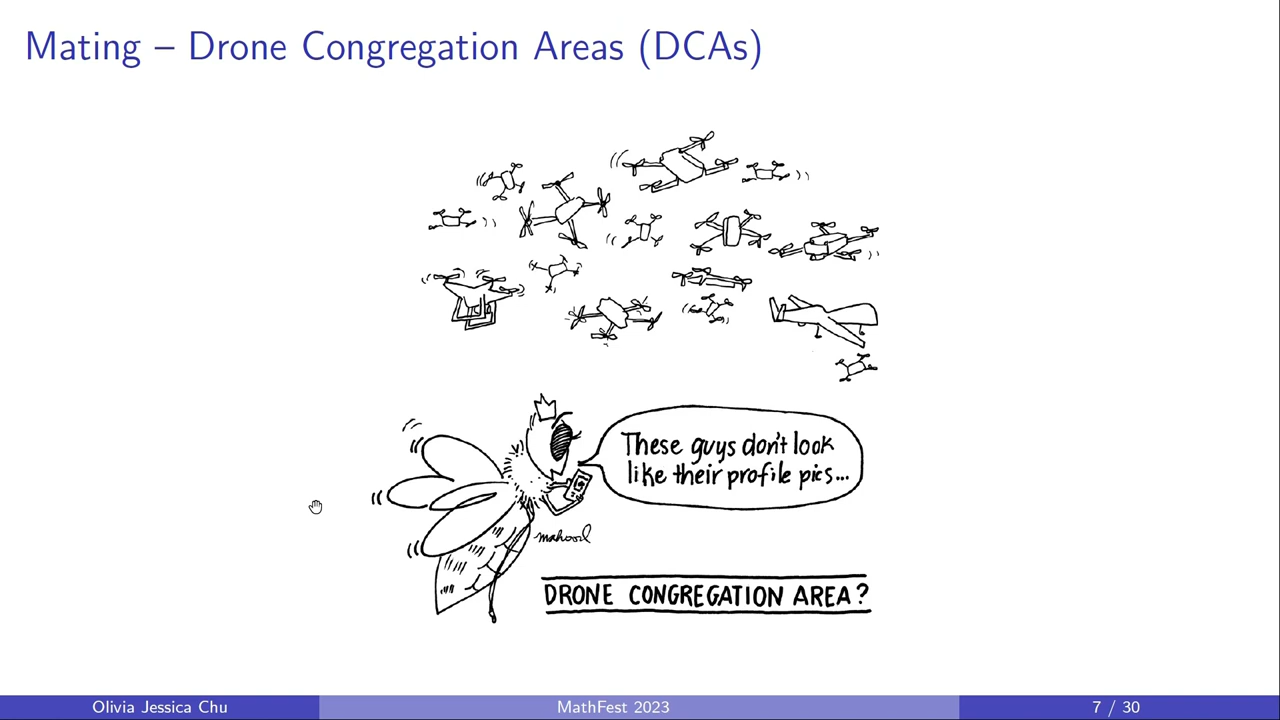 Mating – Drone Congregation Areas (DCAs)
These guys don't look
like their profile pics...
mahood
DRONE CONGREGATION AREA?
Olivia Jessica Chu
MathFest 2023
7 / 30